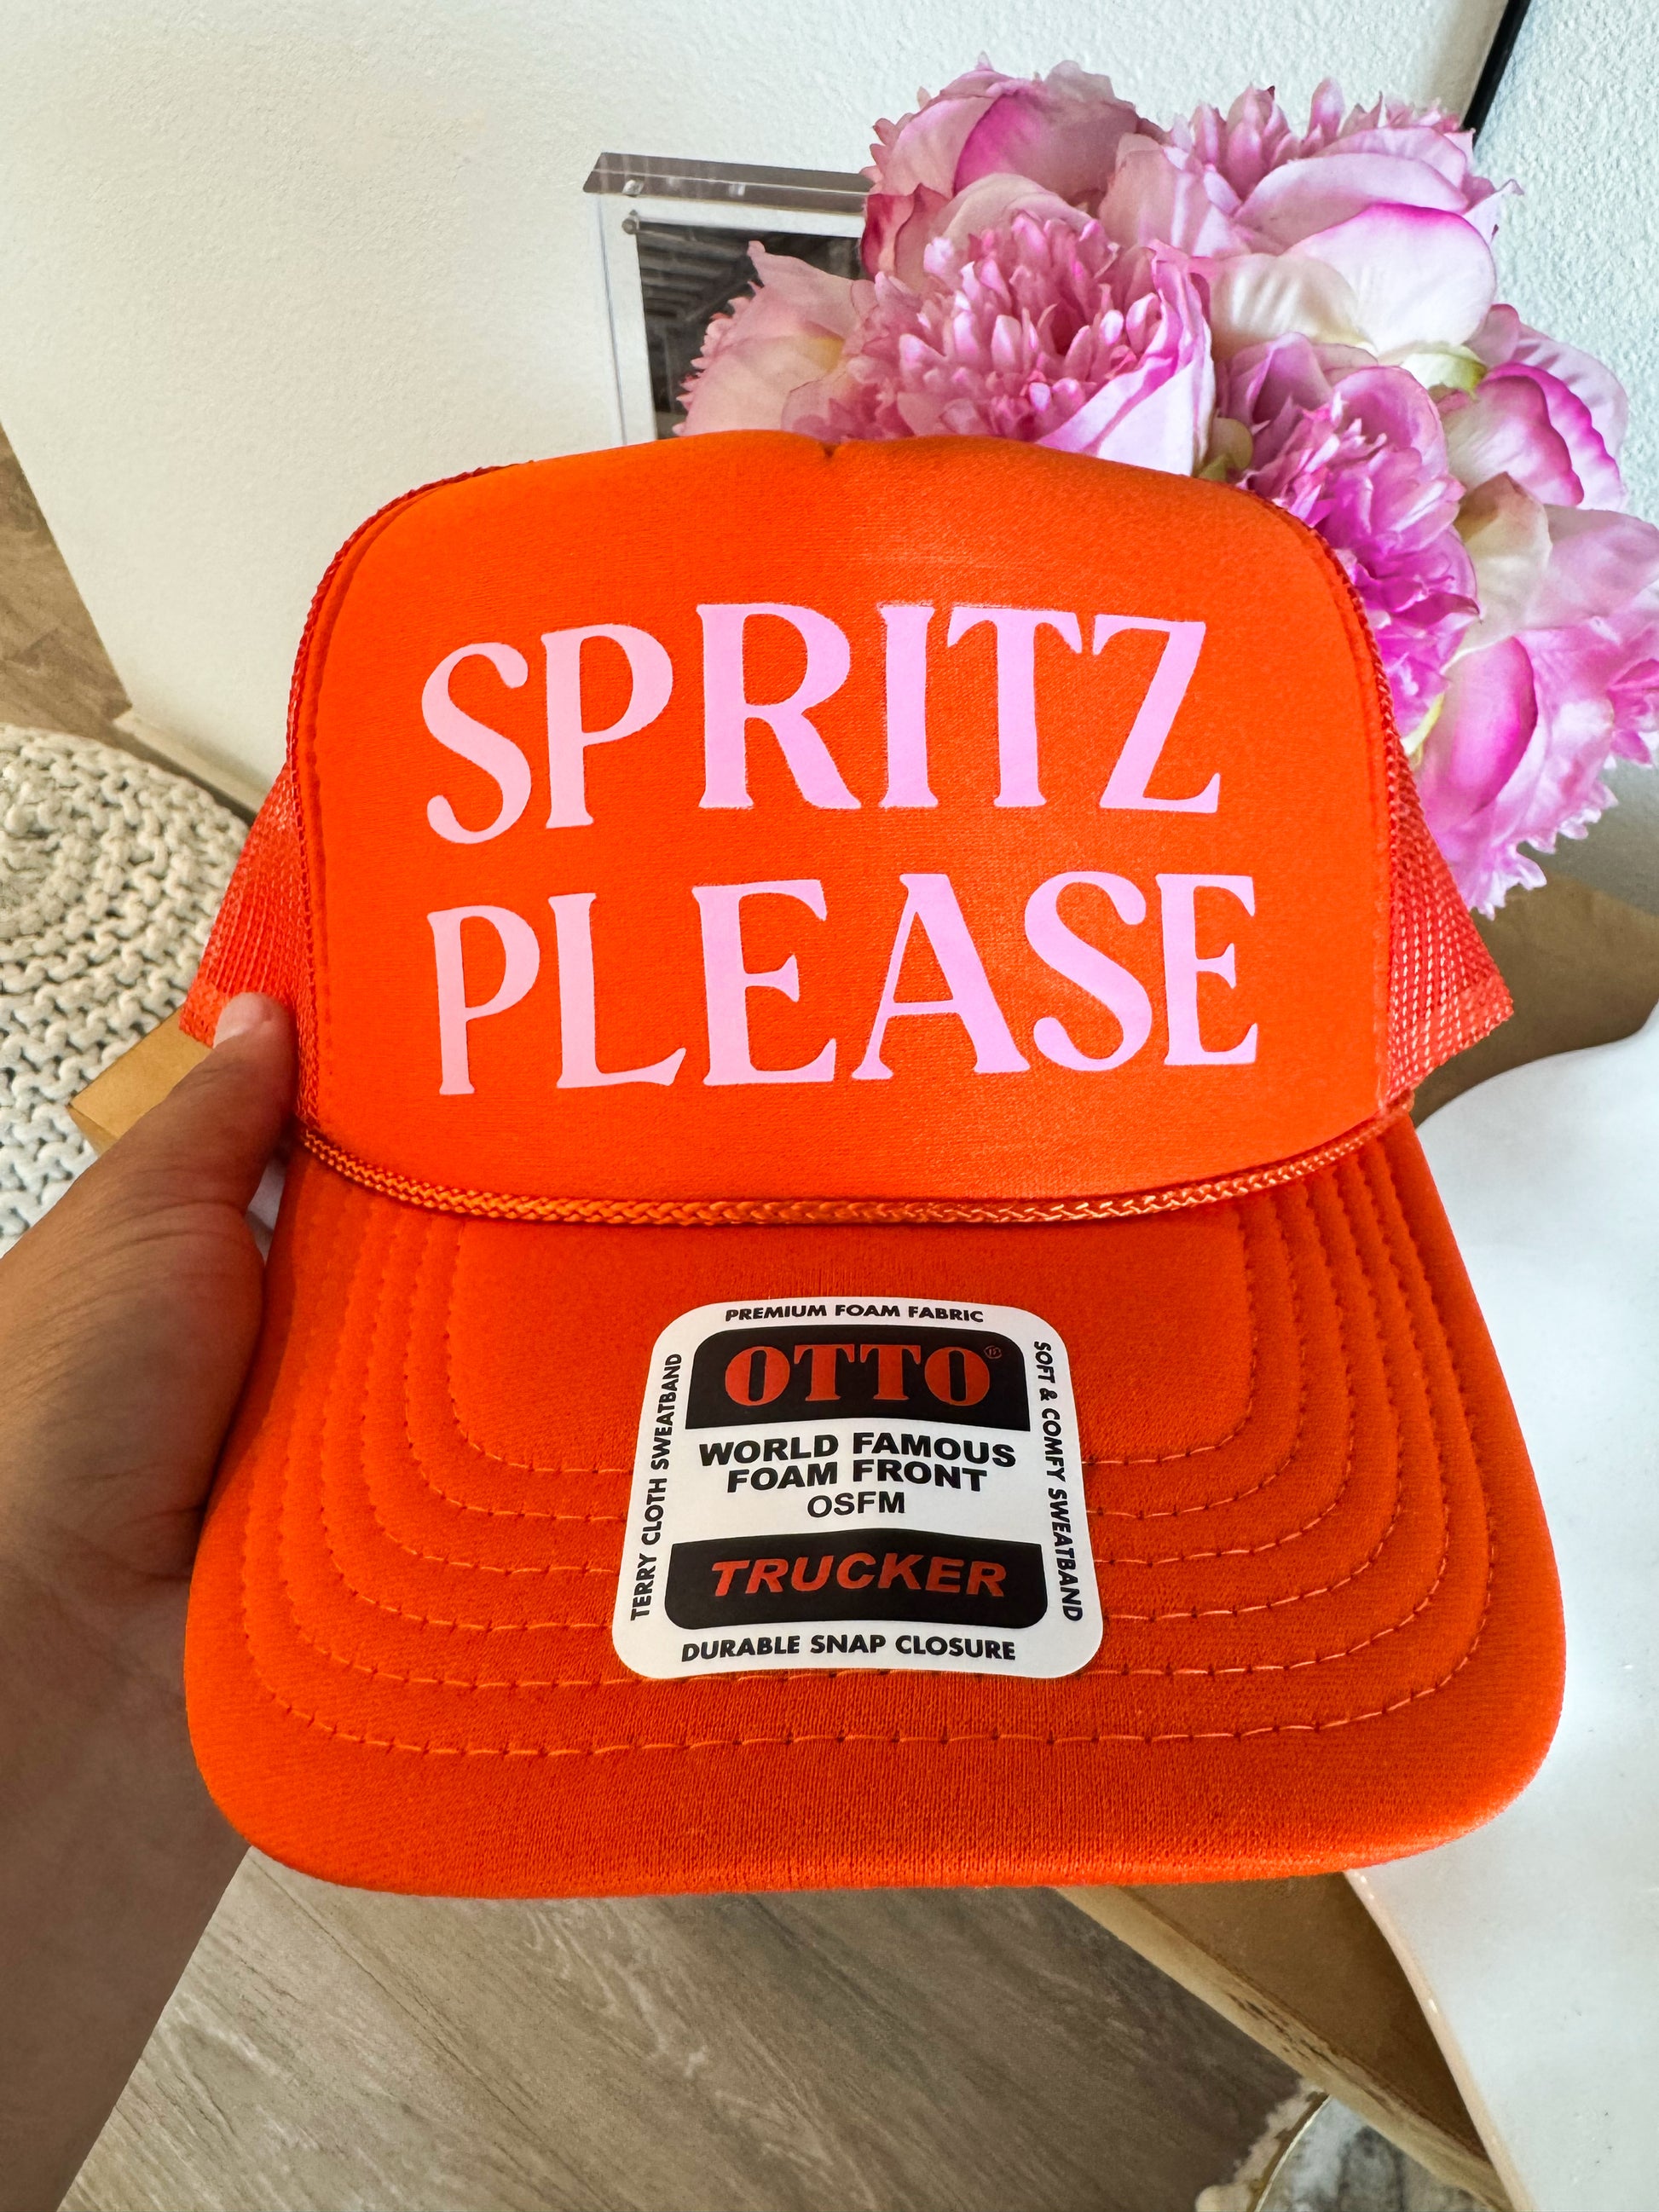 SPRITZ
PLEASE
PREMIUM FOAM FABRIC
TERRY CLOTH SWEATBAND
OTTO®
WORLD FAMOUS
FOAM FRONT
OSFM
TRUCKER
SOFT & COMFY SWEATBAND
DURABLE SNAP CLOSURE